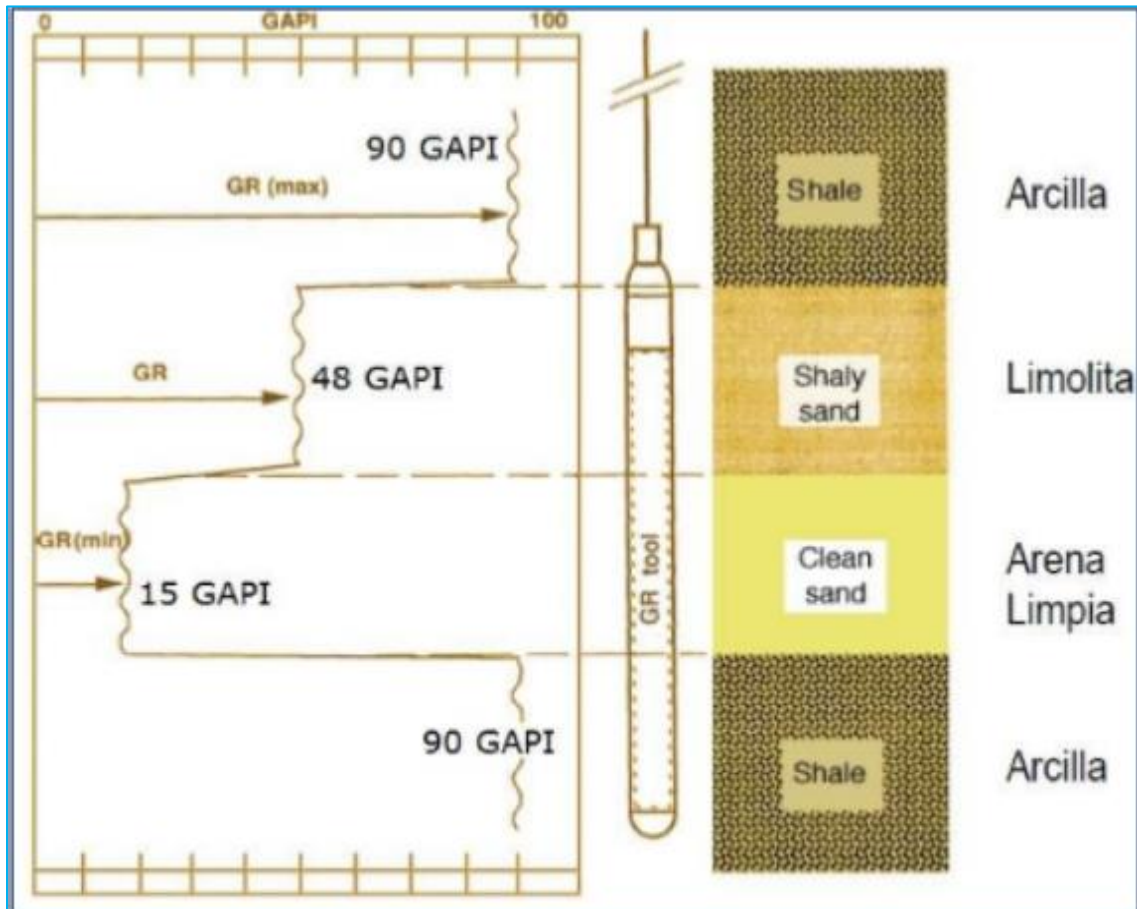 0 GAPI 100
90 GAPI
GR (max)
Shale
Arcilla
GR
48 GAPI
Shaly
sand
Limolita
GR(min)
15 GAPI
GR tool
Clean
sand
Arena
Limpia
90 GAPI
Shale
Arcilla